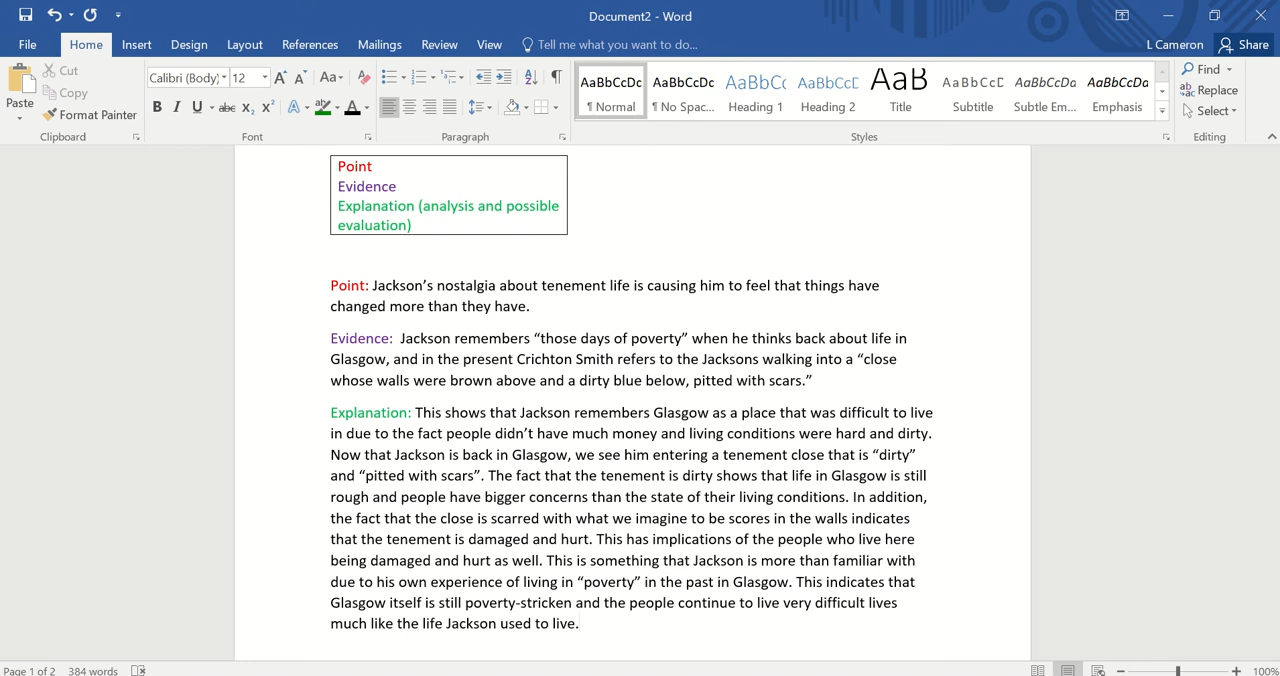 Document2 - Word
File Home Insert Design Layout References Mailings Review View Tell me what you want to do... L Cameron Share
Paste Cut Copy Format Painter
Calibri (Body) 12 Aa
AaBbCcDc AaBbCcDc AaBbC( AaBbCcC AaB AaBbCcD AaBbCcDa AaBbCcDa
¶ Normal ¶ No Spac... Heading 1 Heading 2 Title Subtitle Subtle Em... Emphasis
Find Replace Select
Clipboard Font Paragraph Styles Editing
Point
Evidence
Explanation (analysis and possible
evaluation)
Point: Jackson’s nostalgia about tenement life is causing him to feel that things have
changed more than they have.
Evidence: Jackson remembers “those days of poverty” when he thinks back about life in
Glasgow, and in the present Crichton Smith refers to the Jacksons walking into a “close
whose walls were brown above and a dirty blue below, pitted with scars.”
Explanation: This shows that Jackson remembers Glasgow as a place that was difficult to live
in due to the fact people didn’t have much money and living conditions were hard and dirty.
Now that Jackson is back in Glasgow, we see him entering a tenement close that is “dirty”
and “pitted with scars”. The fact that the tenement is dirty shows that life in Glasgow is still
rough and people have bigger concerns than the state of their living conditions. In addition,
the fact that the close is scarred with what we imagine to be scores in the walls indicates
that the tenement is damaged and hurt. This has implications of the people who live here
being damaged and hurt as well. This is something that Jackson is more than familiar with
due to his own experience of living in “poverty” in the past in Glasgow. This indicates that
Glasgow itself is still poverty-stricken and the people continue to live very difficult lives
much like the life Jackson used to live.
Page 1 of 2 384 words 100%